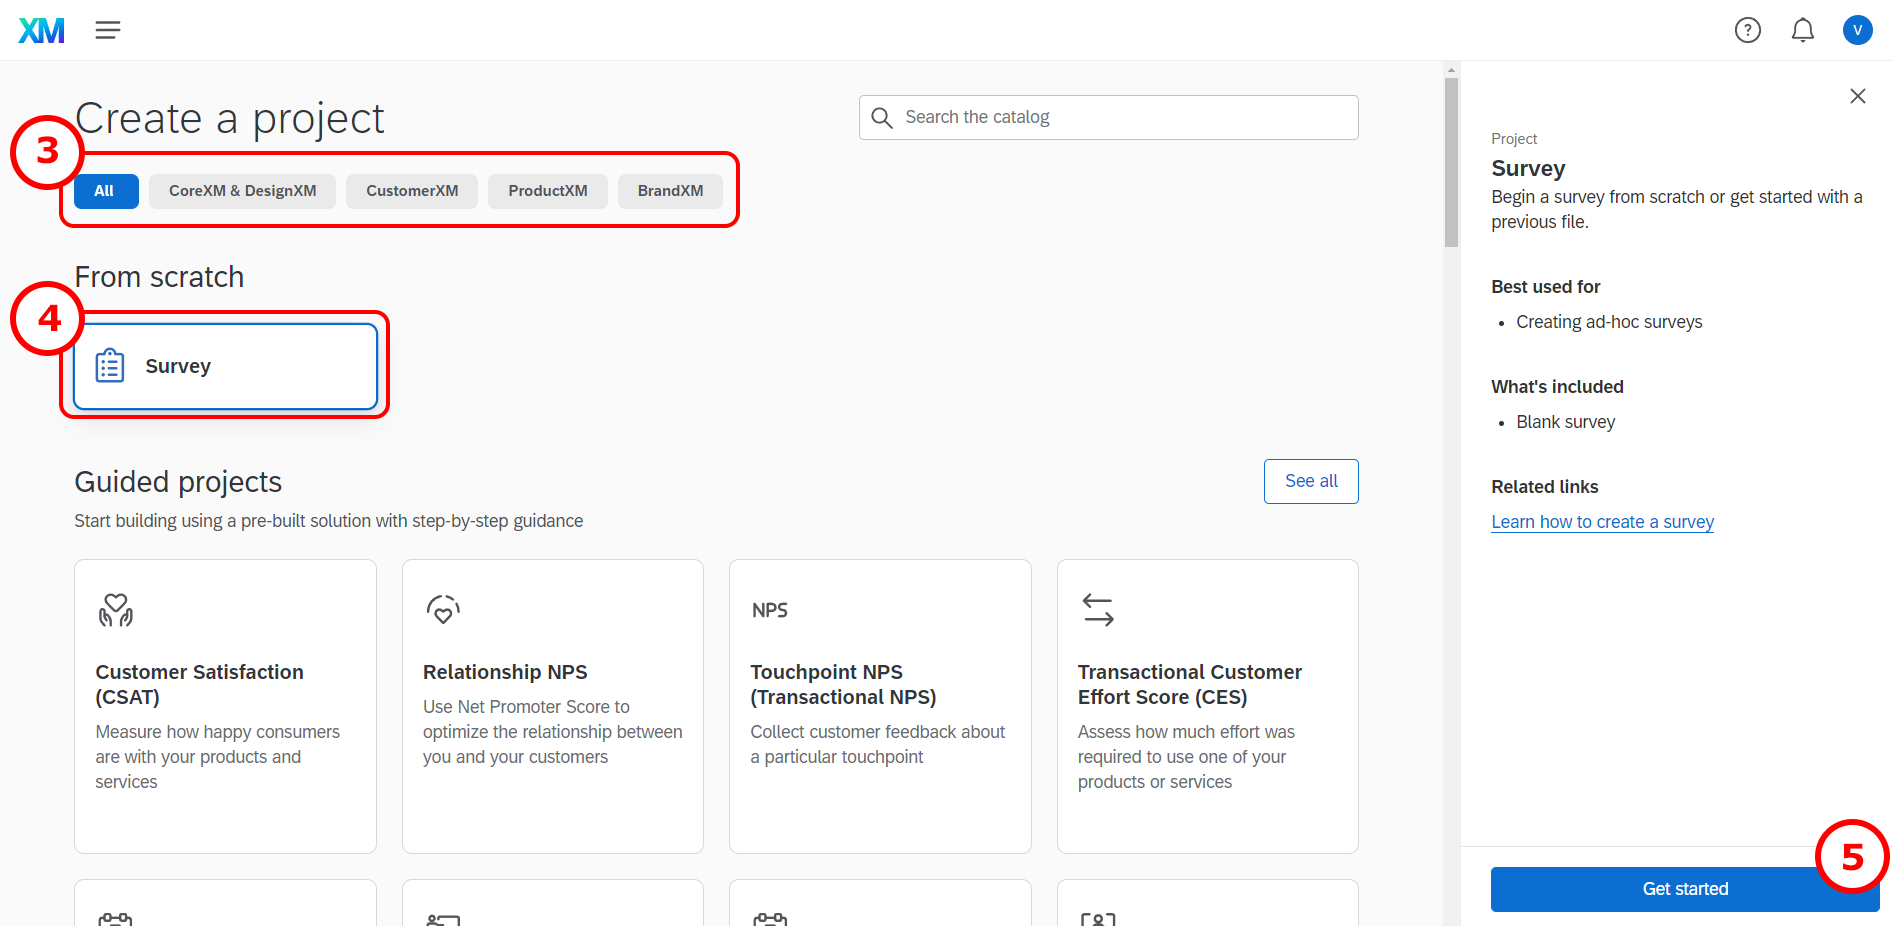 XM
?
V
Create a project
Search the catalog
3
All
CoreXM & DesignXM
CustomerXM
ProductXM
BrandXM
From scratch
4
Survey
Guided projects
See all
Start building using a pre-built solution with step-by-step guidance
Customer Satisfaction
(CSAT)
Measure how happy consumers
are with your products and
services
Relationship NPS
Use Net Promoter Score to
optimize the relationship between
you and your customers
NPS
Touchpoint NPS
(Transactional NPS)
Collect customer feedback about
a particular touchpoint
Transactional Customer
Effort Score (CES)
Assess how much effort was
required to use one of your
products or services
Project
Survey
Begin a survey from scratch or get started with a
previous file.
Best used for
• Creating ad-hoc surveys
What's included
• Blank survey
Related links
Learn how to create a survey
5
Get started